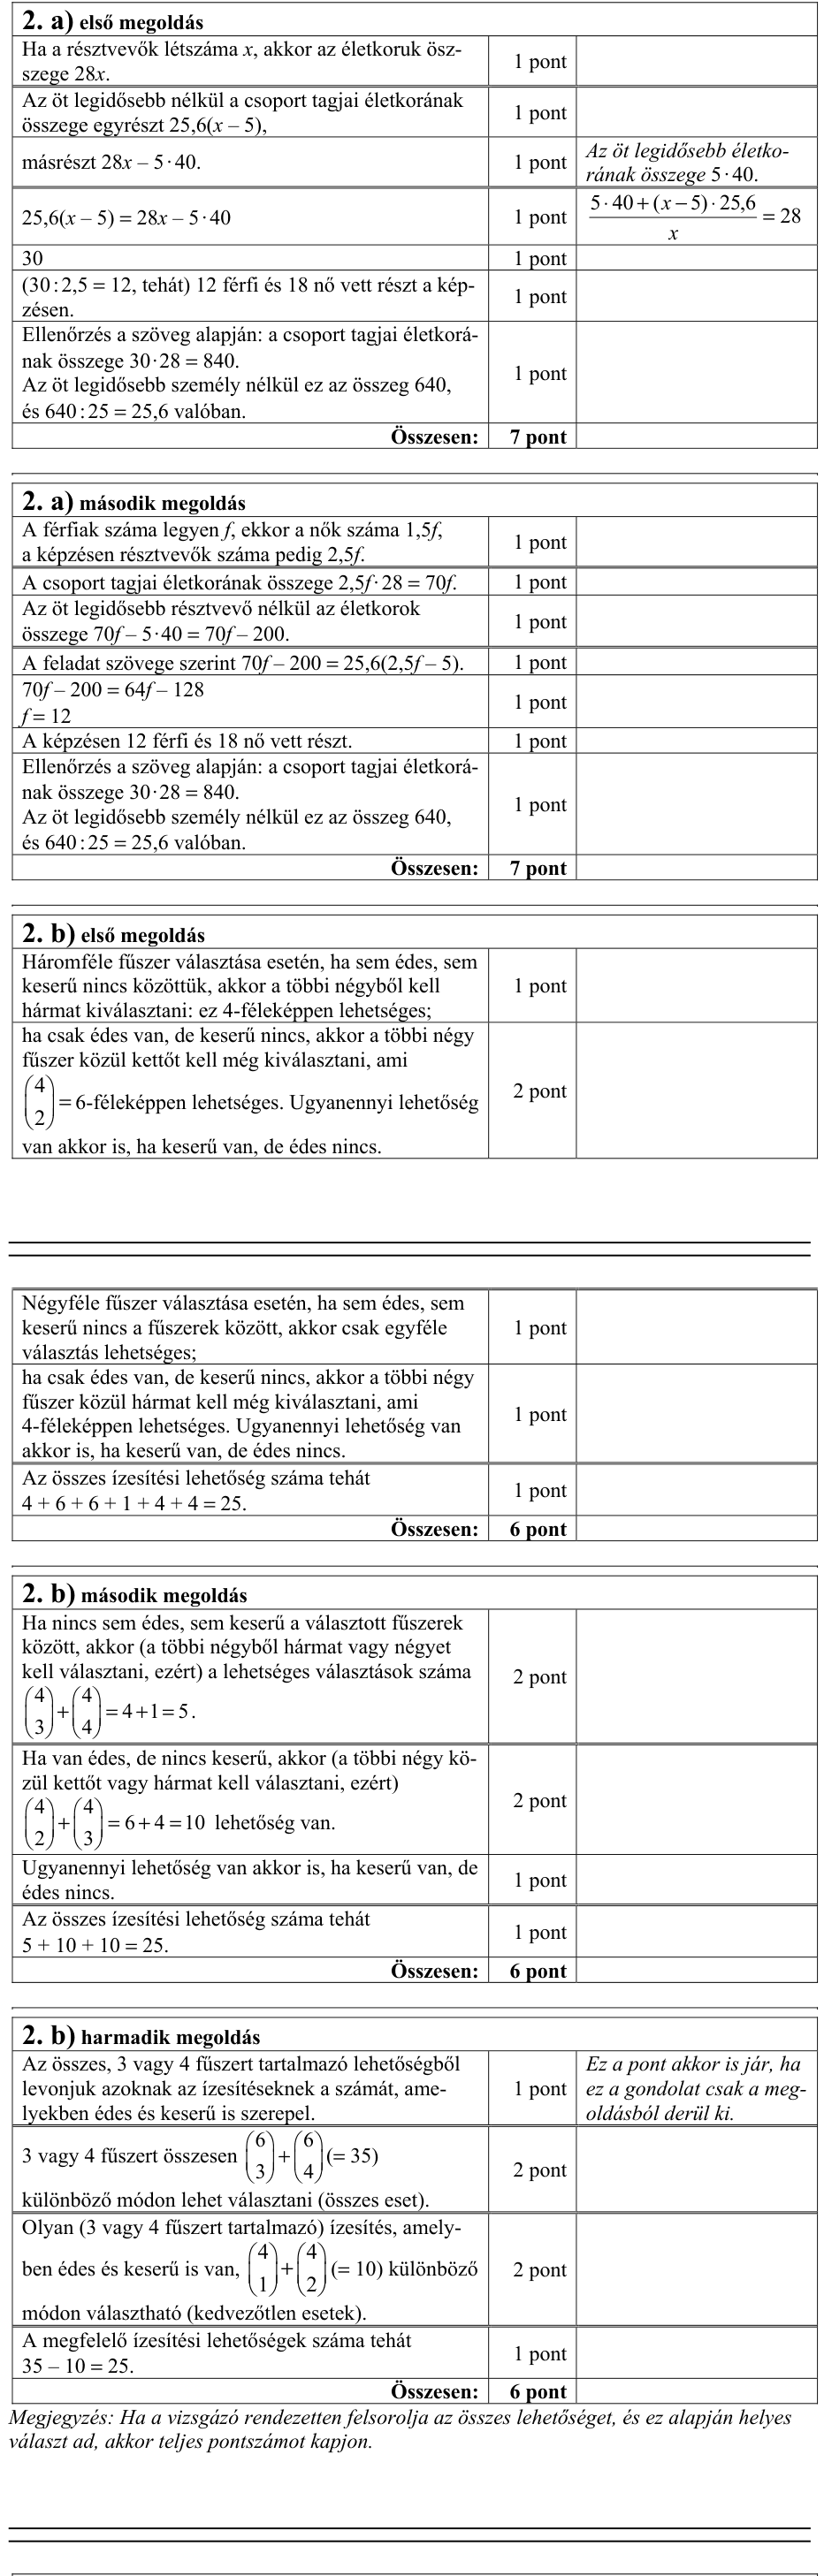 2. a) első megoldás
Ha a résztvevők létszáma x, akkor az életkoruk ösz-
szege 28x.
1 pont
Az öt legidősebb nélkül a csoport tagjai életkorának
összege egyrészt 25,6(x – 5),
1 pont
másrészt 28x – 5·40.
1 pont
Az öt legidősebb életko-
rának összege 5·40.
25,6(x – 5) = 28x – 5·40
1 pont
(5·40 + (x – 5)·25,6) / x = 28
30
1 pont
(30:2,5 = 12, tehát) 12 férfi és 18 nő vett részt a kép-
zésen.
1 pont
Ellenőrzés a szöveg alapján: a csoport tagjai életkorá-
nak összege 30·28 = 840.
Az öt legidősebb személy nélkül ez az összeg 640,
és 640:25 = 25,6 valóban.
1 pont
Összesen: 7 pont
2. a) második megoldás
A férfiak száma legyen f, ekkor a nők száma 1,5f,
a képzésen résztvevők száma pedig 2,5f.
1 pont
A csoport tagjai életkorának összege 2,5f·28 = 70f.
1 pont
Az öt legidősebb résztvevő nélkül az életkorok
összege 70f – 5·40 = 70f – 200.
1 pont
A feladat szövege szerint 70f – 200 = 25,6(2,5f – 5).
1 pont
70f – 200 = 64f – 128
f = 12
1 pont
A képzésen 12 férfi és 18 nő vett részt.
1 pont
Ellenőrzés a szöveg alapján: a csoport tagjai életkorá-
nak összege 30·28 = 840.
Az öt legidősebb személy nélkül ez az összeg 640,
és 640:25 = 25,6 valóban.
1 pont
Összesen: 7 pont
2. b) első megoldás
Háromféle fűszer választása esetén, ha sem édes, sem
keserű nincs közöttük, akkor a többi négyből kell
hármat kiválasztani: ez 4-féleképpen lehetséges;
1 pont
ha csak édes van, de keserű nincs, akkor a többi négy
fűszer közül kettőt kell még kiválasztani, ami
(4 2) = 6-féleképpen lehetséges. Ugyanennyi lehetőség
van akkor is, ha keserű van, de édes nincs.
2 pont
Négyféle fűszer választása esetén, ha sem édes, sem
keserű nincs a fűszerek között, akkor csak egyféle
választás lehetséges;
1 pont
ha csak édes van, de keserű nincs, akkor a többi négy
fűszer közül hármat kell még kiválasztani, ami
4-féleképpen lehetséges. Ugyanennyi lehetőség van
akkor is, ha keserű van, de édes nincs.
1 pont
Az összes ízesítési lehetőség száma tehát
4 + 6 + 6 + 1 + 4 + 4 = 25.
1 pont
Összesen: 6 pont
2. b) második megoldás
Ha nincs sem édes, sem keserű a választott fűszerek
között, akkor (a többi négyből hármat vagy négyet
kell választani, ezért) a lehetséges választások száma
(4 3) + (4 4) = 4 + 1 = 5.
2 pont
Ha van édes, de nincs keserű, akkor (a többi négy kö-
zül kettőt vagy hármat kell választani, ezért)
(4 2) + (4 3) = 6 + 4 = 10 lehetőség van.
2 pont
Ugyanennyi lehetőség van akkor is, ha keserű van, de
édes nincs.
1 pont
Az összes ízesítési lehetőség száma tehát
5 + 10 + 10 = 25.
1 pont
Összesen: 6 pont
2. b) harmadik megoldás
Az összes, 3 vagy 4 fűszert tartalmazó lehetőségből
levonjuk azoknak az ízesítéseknek a számát, ame-
lyekben édes és keserű is szerepel.
1 pont
Ez a pont akkor is jár, ha
ez a gondolat csak a meg-
oldásból derül ki.
3 vagy 4 fűszert összesen (6 3) + (6 4) (= 35)
különböző módon lehet választani (összes eset).
2 pont
Olyan (3 vagy 4 fűszert tartalmazó) ízesítés, amely-
ben édes és keserű is van, (4 1) + (4 2) (= 10) különböző
módon választható (kedvezőtlen esetek).
2 pont
A megfelelő ízesítési lehetőségek száma tehát
35 – 10 = 25.
1 pont
Összesen: 6 pont
Megjegyzés: Ha a vizsgázó rendezetten felsorolja az összes lehetőséget, és ez alapján helyes
választ ad, akkor teljes pontszámot kapjon.